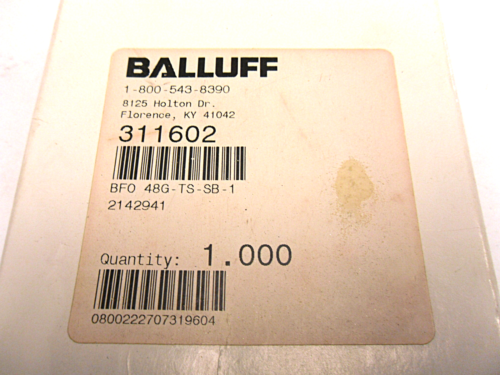 BALLUFF
1-800-543-8390
8125 Holton Dr.
Florence, KY 41042
311602
BFO 48G-TS-SB-1
2142941
Quantity: 1.000
0800222707319604